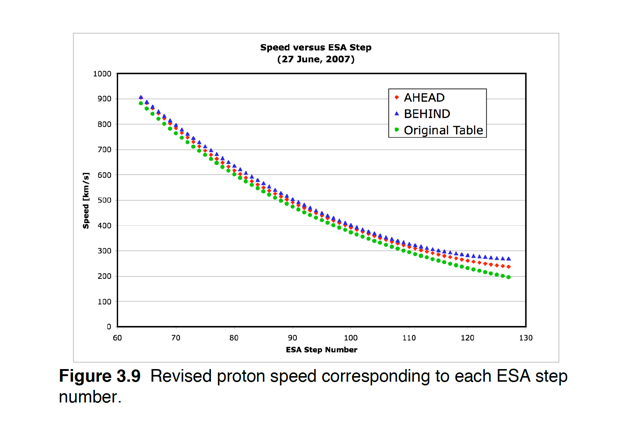 Speed versus ESA Step
(27 June, 2007)
1000
900
800
700
600
500
400
300
200
100
0
Speed [km/s]
AHEAD
BEHIND
Original Table
60 70 80 90 100 110 120 130
ESA Step Number
Figure 3.9 Revised proton speed corresponding to each ESA step
number.